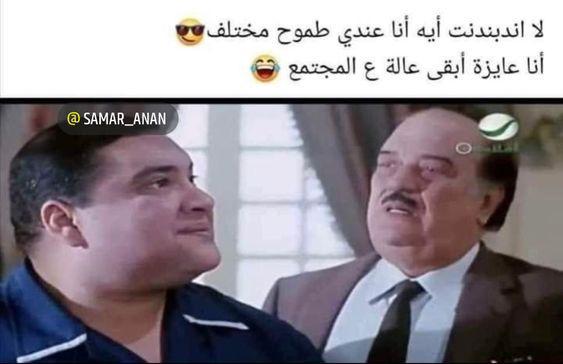 لا اندبندنت أيه أنا عندي طموح مختلف😎
أنا عايزة أبقى عالة ع المجتمع 😂
@ SAMAR_ANAN